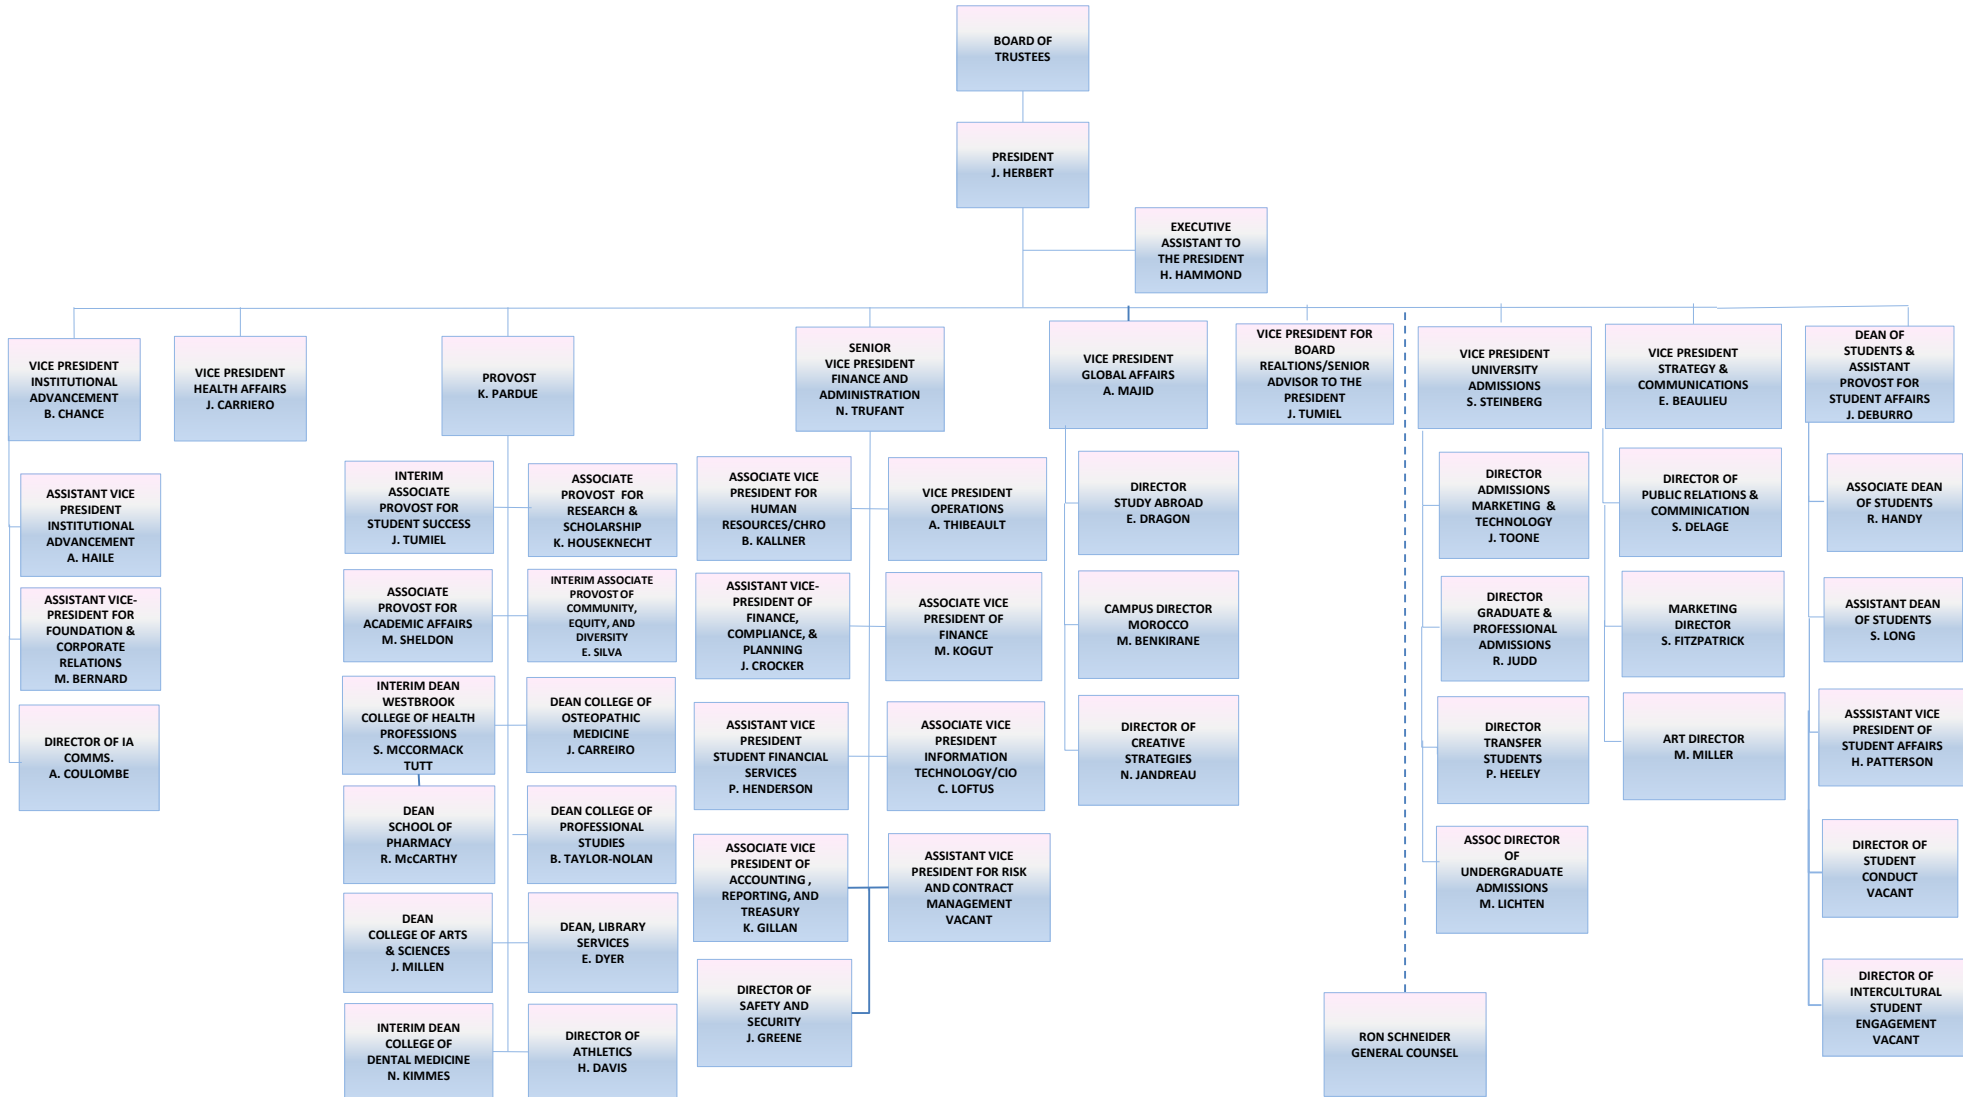 BOARD OF
TRUSTEES
PRESIDENT
J. HERBERT
EXECUTIVE
ASSISTANT TO
THE PRESIDENT
H. HAMMOND
VICE PRESIDENT
INSTITUTIONAL
ADVANCEMENT
B. CHANCE
VICE PRESIDENT
HEALTH AFFAIRS
J. CARRIERO
PROVOST
K. PARDUE
SENIOR
VICE PRESIDENT
FINANCE AND
ADMINISTRATION
N. TRUFANT
VICE PRESIDENT
GLOBAL AFFAIRS
A. MAJID
VICE PRESIDENT FOR
BOARD
REALTIONS/SENIOR
ADVISOR TO THE
PRESIDENT
J. TUMIEL
VICE PRESIDENT
UNIVERSITY
ADMISSIONS
S. STEINBERG
VICE PRESIDENT
STRATEGY &
COMMUNICATIONS
E. BEAULIEU
DEAN OF
STUDENTS &
ASSISTANT
PROVOST FOR
STUDENT AFFAIRS
J. DEBURRO
ASSISTANT VICE
PRESIDENT
INSTITUTIONAL
ADVANCEMENT
A. HAILE
ASSISTANT VICE-
PRESIDENT FOR
FOUNDATION &
CORPORATE
RELATIONS
M. BERNARD
DIRECTOR OF IA
COMMS.
A. COULOMBE
INTERIM
ASSOCIATE
PROVOST FOR
STUDENT SUCCESS
J. TUMIEL
ASSOCIATE
PROVOST FOR
RESEARCH &
SCHOLARSHIP
K. HOUSEKNECHT
ASSOCIATE
PROVOST FOR
ACADEMIC AFFAIRS
M. SHELDON
INTERIM ASSOCIATE
PROVOST OF
COMMUNITY,
EQUITY, AND
DIVERSITY
E. SILVA
INTERIM DEAN
WESTBROOK
COLLEGE OF HEALTH
PROFESSIONS
S. MCCORMACK
TUTT
DEAN COLLEGE OF
OSTEOPATHIC
MEDICINE
J. CARREIRO
DEAN
SCHOOL OF
PHARMACY
R. McCARTHY
DEAN COLLEGE OF
PROFESSIONAL
STUDIES
B. TAYLOR-NOLAN
DEAN
COLLEGE OF ARTS
& SCIENCES
J. MILLEN
DEAN, LIBRARY
SERVICES
E. DYER
INTERIM DEAN
COLLEGE OF
DENTAL MEDICINE
N. KIMMES
DIRECTOR OF
ATHLETICS
H. DAVIS
ASSOCIATE VICE
PRESIDENT FOR
HUMAN
RESOURCES/CHRO
B. KALLNER
VICE PRESIDENT
OPERATIONS
A. THIBEAULT
ASSISTANT VICE-
PRESIDENT OF
FINANCE,
COMPLIANCE, &
PLANNING
J. CROCKER
ASSOCIATE VICE
PRESIDENT OF
FINANCE
M. KOGUT
ASSISTANT VICE
PRESIDENT
STUDENT FINANCIAL
SERVICES
P. HENDERSON
ASSOCIATE VICE
PRESIDENT
INFORMATION
TECHNOLOGY/CIO
C. LOFTUS
ASSOCIATE VICE
PRESIDENT OF
ACCOUNTING ,
REPORTING, AND
TREASURY
K. GILLAN
ASSISTANT VICE
PRESIDENT FOR RISK
AND CONTRACT
MANAGEMENT
VACANT
DIRECTOR OF
SAFETY AND
SECURITY
J. GREENE
DIRECTOR
STUDY ABROAD
E. DRAGON
CAMPUS DIRECTOR
MOROCCO
M. BENKIRANE
DIRECTOR OF
CREATIVE
STRATEGIES
N. JANDREAU
DIRECTOR
ADMISSIONS
MARKETING &
TECHNOLOGY
J. TOONE
DIRECTOR
GRADUATE &
PROFESSIONAL
ADMISSIONS
R. JUDD
DIRECTOR
TRANSFER
STUDENTS
P. HEELEY
ASSOC DIRECTOR
OF
UNDERGRADUATE
ADMISSIONS
M. LICHTEN
DIRECTOR OF
PUBLIC RELATIONS &
COMMINICATION
S. DELAGE
MARKETING
DIRECTOR
S. FITZPATRICK
ART DIRECTOR
M. MILLER
ASSOCIATE DEAN
OF STUDENTS
R. HANDY
ASSISTANT DEAN
OF STUDENTS
S. LONG
ASSSISTANT VICE
PRESIDENT OF
STUDENT AFFAIRS
H. PATTERSON
DIRECTOR OF
STUDENT
CONDUCT
VACANT
DIRECTOR OF
INTERCULTURAL
STUDENT
ENGAGEMENT
VACANT
RON SCHNEIDER
GENERAL COUNSEL